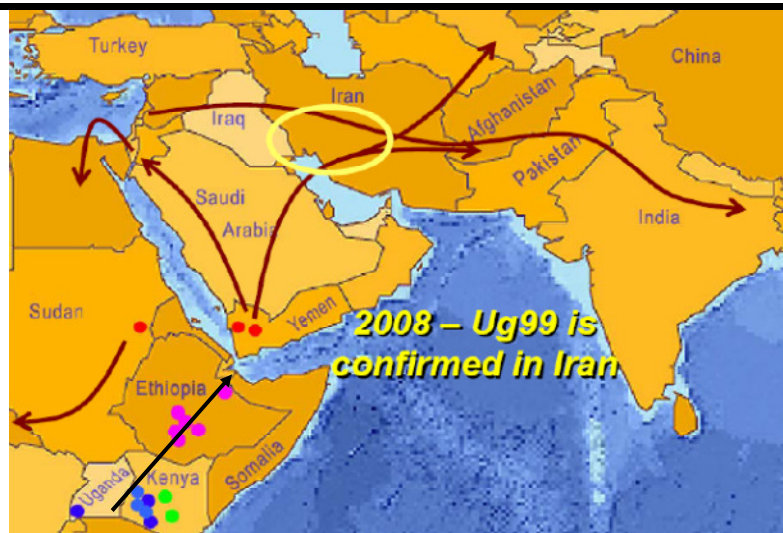 Turkey
China
Iran
Iraq
Afghanistan
Pakistan
Saudi
Arabia
India
Sudan
Yemen
2008 – Ug99 is
confirmed in Iran
Ethiopia
Somalia
Uganda
Kenya